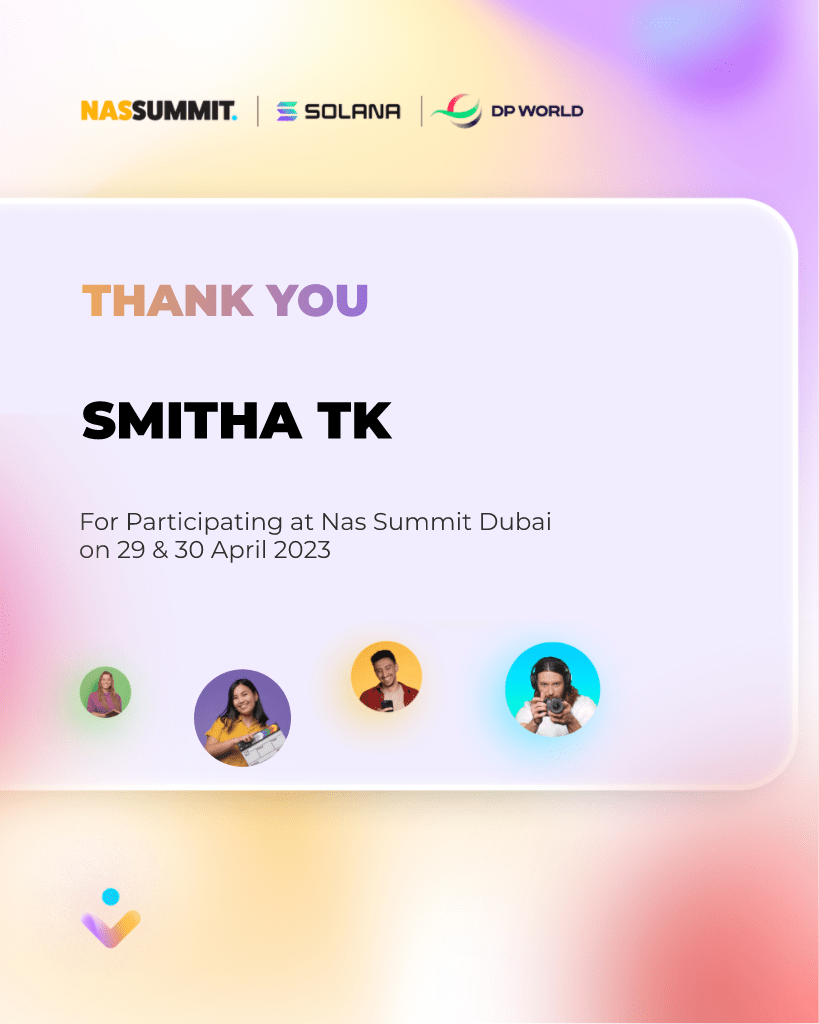 NASSUMMIT. SOLANA DP WORLD
THANK YOU
SMITHA TK
For Participating at Nas Summit Dubai
on 29 & 30 April 2023